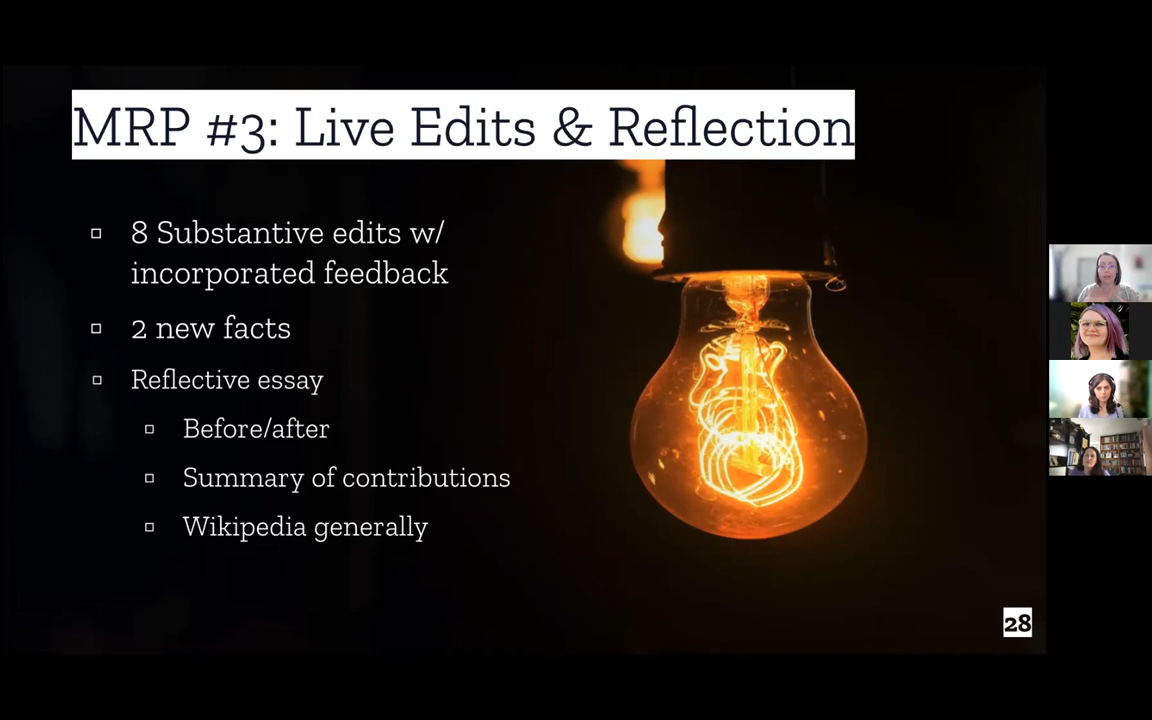 MRP #3: Live Edits & Reflection
8 Substantive edits w/
incorporated feedback
2 new facts
Reflective essay
Before/after
Summary of contributions
Wikipedia generally
28